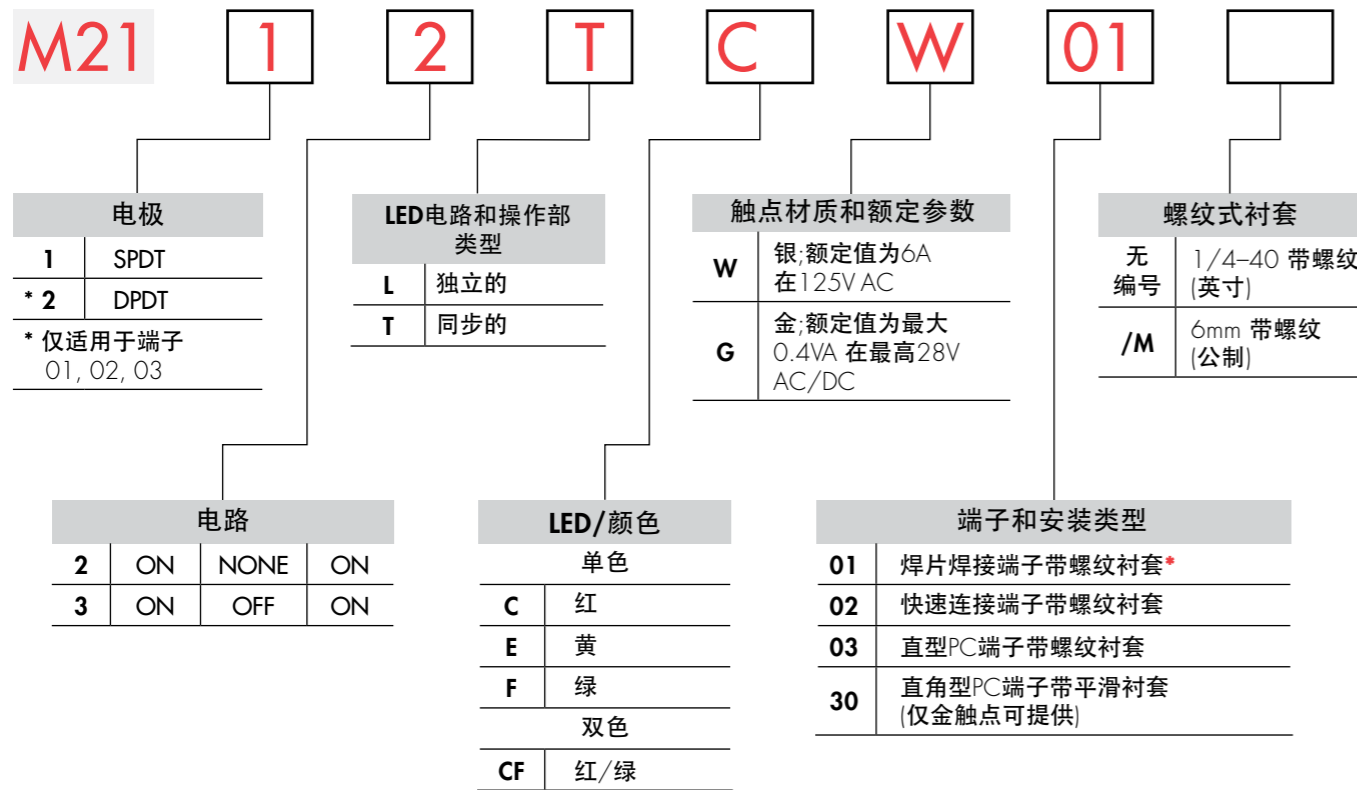 M21 1 2 T C W 01
电极
1 SPDT
* 2 DPDT
* 仅适用于端子
01, 02, 03
LED电路和操作部
类型
L 独立的
T 同步的
触点材质和额定参数
W 银;额定值为6A
在125V AC
G 金;额定值为最大
0.4VA 在最高28V
AC/DC
螺纹式衬套
无
编号
1/4–40 带螺纹
(英寸)
/M 6mm 带螺纹
(公制)
电路
2 ON NONE ON
3 ON OFF ON
LED/颜色
单色
C 红
E 黄
F 绿
双色
CF 红/绿
端子和安装类型
01 焊片焊接端子带螺纹衬套*
02 快速连接端子带螺纹衬套
03 直型PC端子带螺纹衬套
30 直角型PC端子带平滑衬套
(仅金触点可提供)